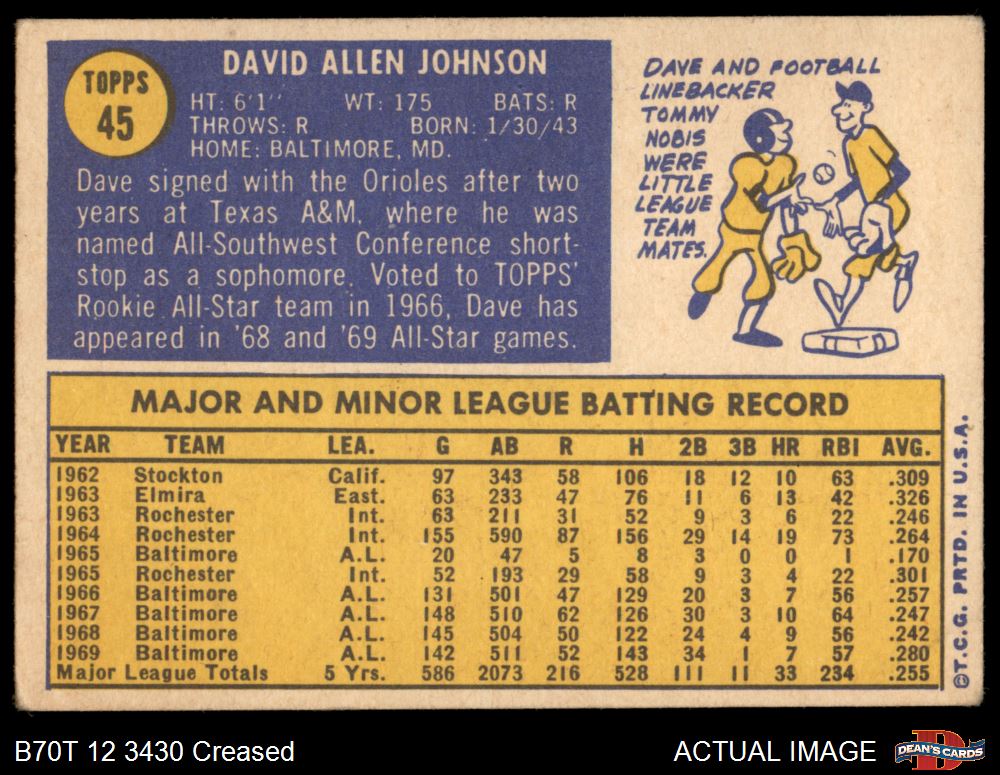 TOPPS
45
DAVID ALLEN JOHNSON
HT: 6'1'' WT: 175 BATS: R
THROWS: R BORN: 1/30/43
HOME: BALTIMORE, MD.
Dave signed with the Orioles after two
years at Texas A&M, where he was
named All-Southwest Conference short-
stop as a sophomore. Voted to TOPPS'
Rookie All-Star team in 1966, Dave has
appeared in '68 and '69 All-Star games.
DAVE AND FOOTBALL
LINEBACKER
TOMMY
NOBIS
WERE
LITTLE
LEAGUE
TEAM
MATES.
MAJOR AND MINOR LEAGUE BATTING RECORD
YEAR TEAM LEA. G AB R H 2B 3B HR RBI AVG.
1962 Stockton Calif. 97 343 58 106 18 12 10 63 .309
1963 Elmira East. 63 233 47 76 11 6 13 42 .326
1963 Rochester Int. 63 211 31 52 9 3 6 22 .246
1964 Rochester Int. 155 590 87 156 29 14 19 73 .264
1965 Baltimore A.L. 20 47 5 8 3 0 0 1 .170
1965 Rochester Int. 52 193 29 58 9 3 4 22 .301
1966 Baltimore A.L. 131 501 47 129 20 3 7 56 .257
1967 Baltimore A.L. 148 510 62 126 30 3 10 64 .247
1968 Baltimore A.L. 145 504 50 122 24 4 9 56 .242
1969 Baltimore A.L. 142 511 52 143 34 1 7 57 .280
Major League Totals 5 Yrs. 586 2073 216 528 111 11 33 234 .255
©T.C.G. PRTD. IN U.S.A.
B70T 12 3430 Creased
ACTUAL IMAGE
D
DEAN'S CARDS